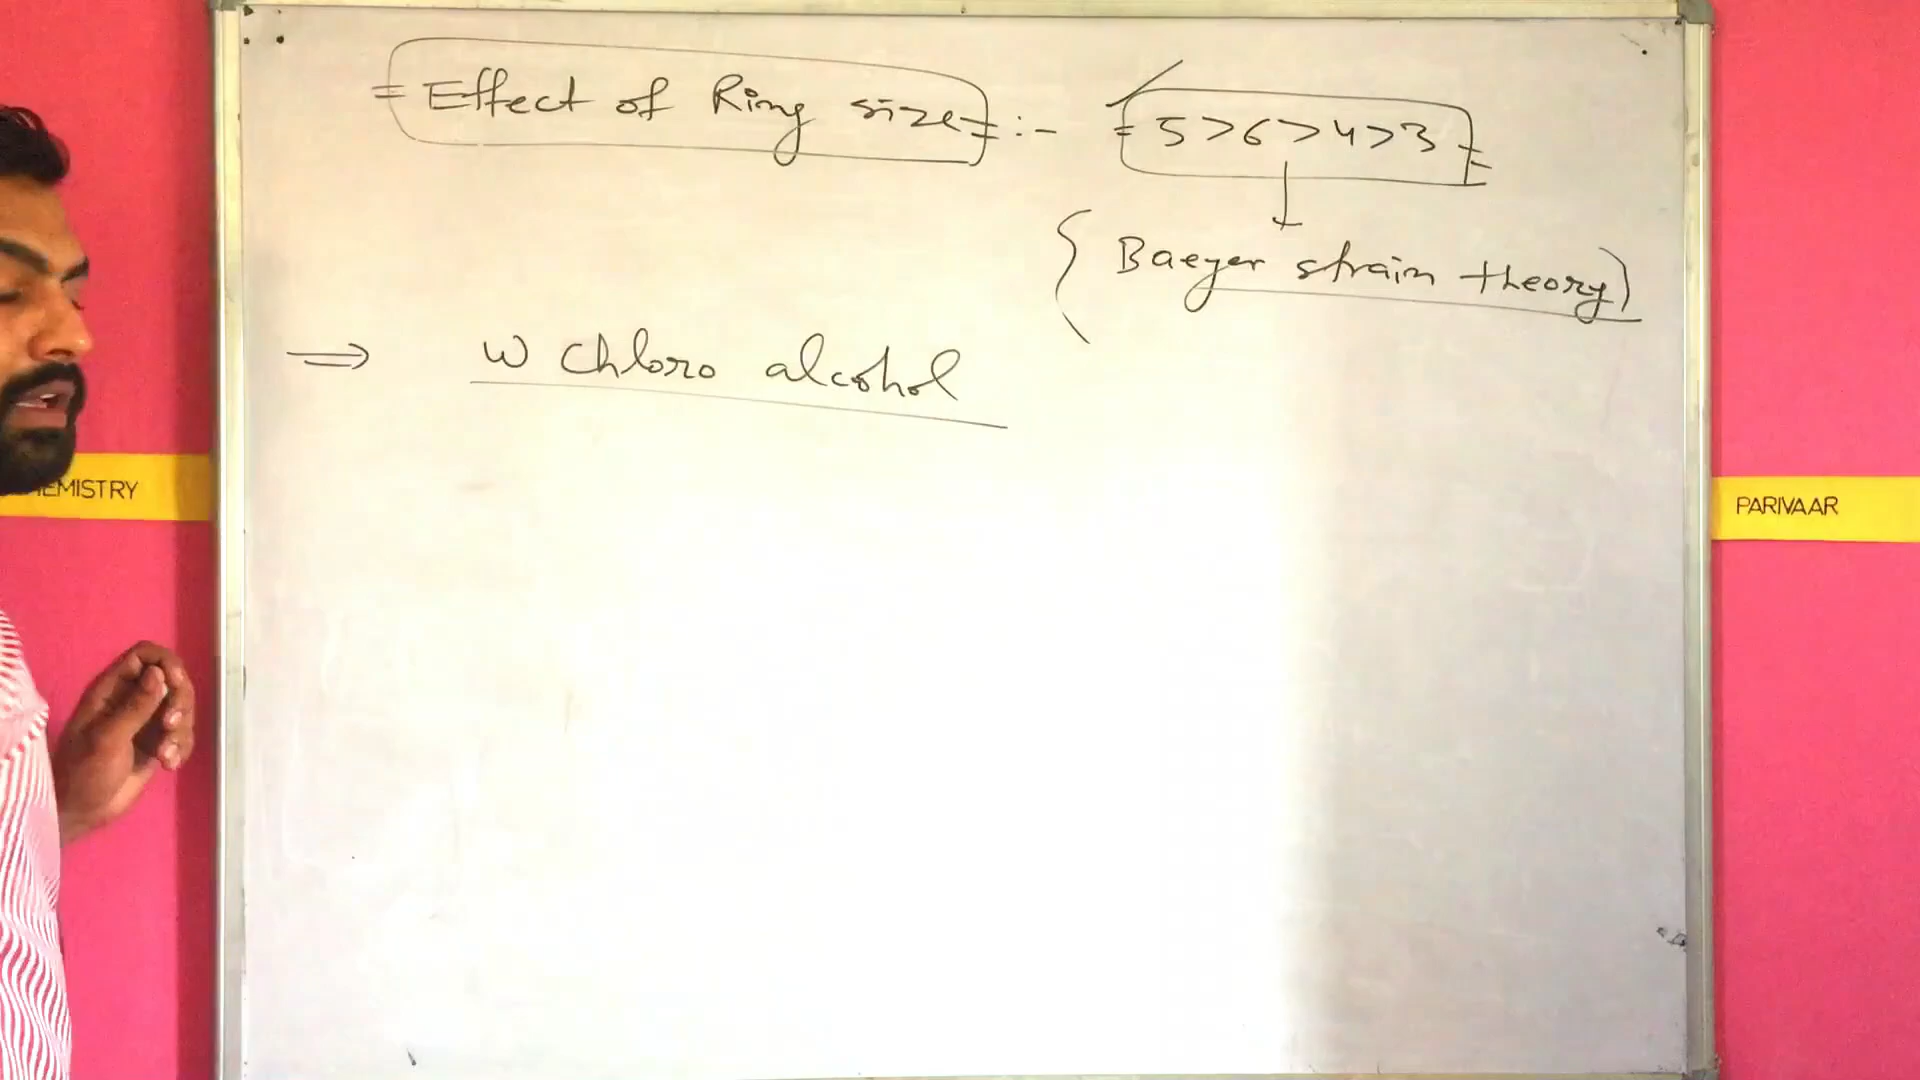 = Effect of Ring size = :- = 5>6>4>3 =
{ Baeyer strain theory)
⇒ w chloro alcohol
EMISTRY
PARIVAAR